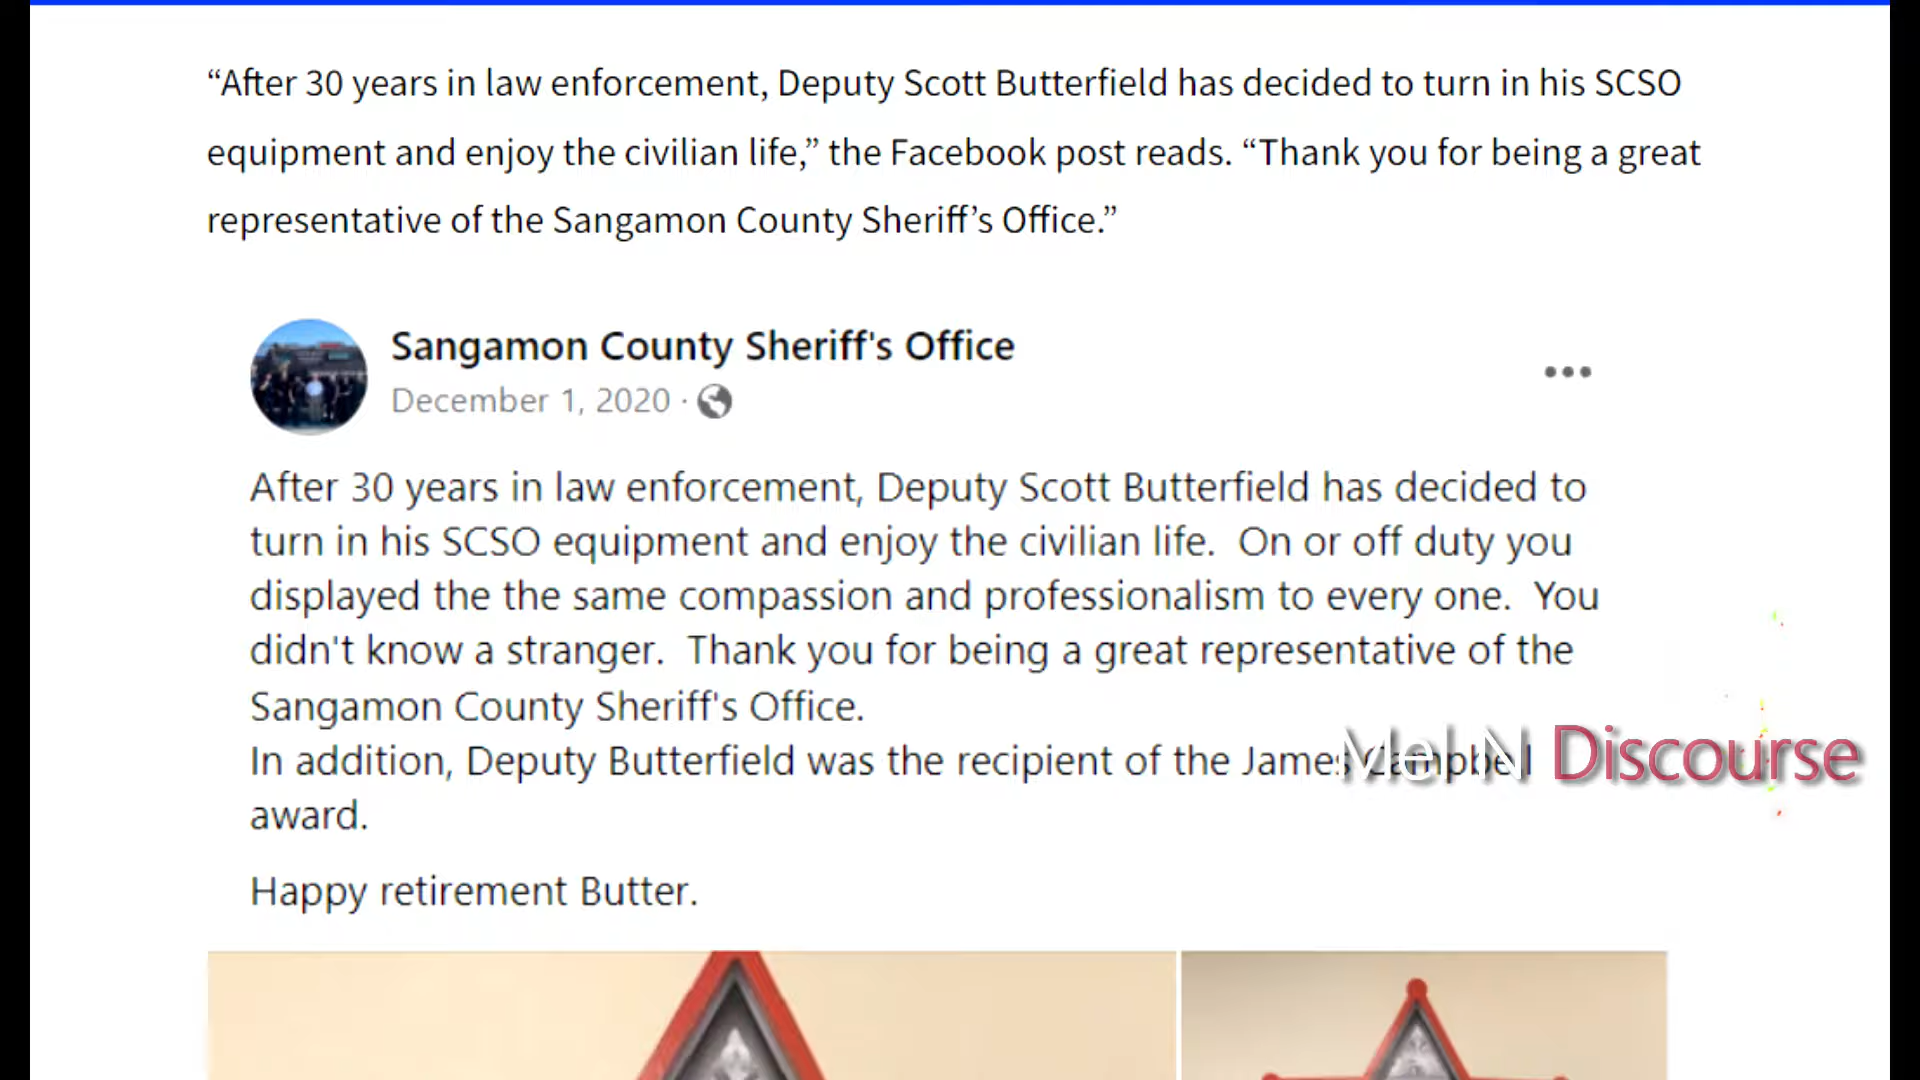 “After 30 years in law enforcement, Deputy Scott Butterfield has decided to turn in his SCSO
equipment and enjoy the civilian life,” the Facebook post reads. “Thank you for being a great
representative of the Sangamon County Sheriff’s Office.”
Sangamon County Sheriff's Office
December 1, 2020 ·
After 30 years in law enforcement, Deputy Scott Butterfield has decided to
turn in his SCSO equipment and enjoy the civilian life. On or off duty you
displayed the the same compassion and professionalism to every one. You
didn't know a stranger. Thank you for being a great representative of the
Sangamon County Sheriff's Office.
In addition, Deputy Butterfield was the recipient of the James Campbell
award.
Mel N Discourse
Happy retirement Butter.